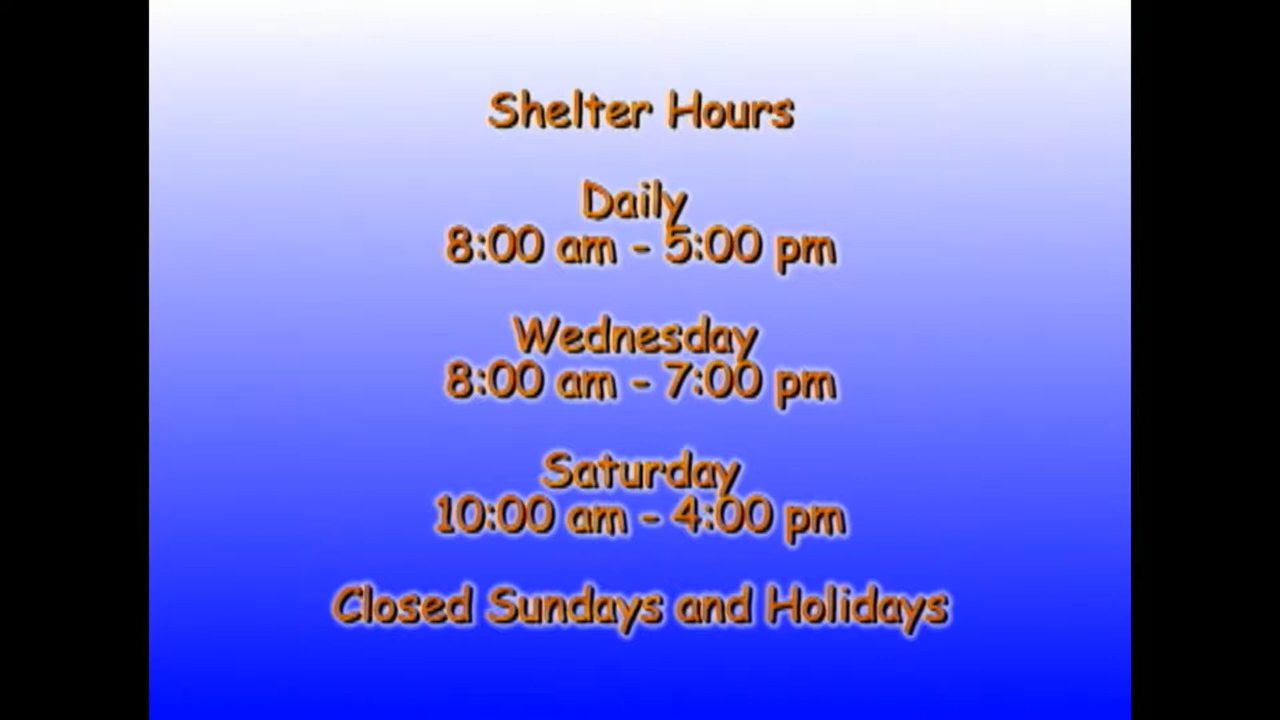 Shelter Hours
Daily
8:00 am - 5:00 pm
Wednesday
8:00 am - 7:00 pm
Saturday
10:00 am - 4:00 pm
Closed Sundays and Holidays